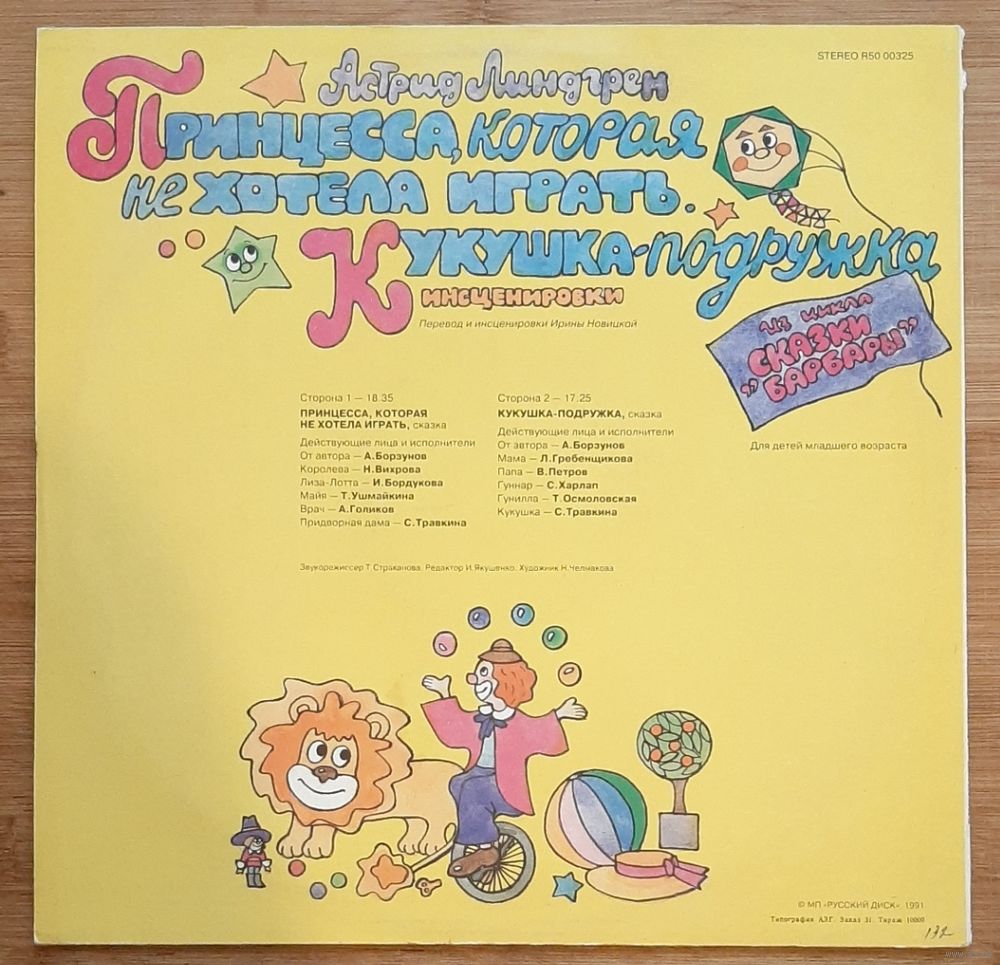 STEREO R50 00325
Астрид Линдгрен
Принцесса, которая
не хотела играть.
Кукушка-подружка
инсценировки
Перевод и инсценировки Ирины Новицкой
из цикла
"Сказки
Барбары"
Для детей младшего возраста
Сторона 1 — 18.35
ПРИНЦЕССА, КОТОРАЯ
НЕ ХОТЕЛА ИГРАТЬ, сказка
Действующие лица и исполнители
От автора — А.Борзунов
Королева — Н.Вихрова
Лиза-Лотта — И.Бордукова
Майя — Т.Ушмайкина
Врач — А.Голиков
Придворная дама — С.Травкина
Сторона 2 — 17.25
КУКУШКА-ПОДРУЖКА, сказка
Действующие лица и исполнители
От автора — А.Борзунов
Мама — Л.Гребенщикова
Папа — В.Петров
Гуннар — С.Харлап
Гунилла — Т.Осмоловская
Кукушка — С.Травкина
Звукорежиссер Т.Страканова. Редактор И.Якушенко. Художник Н.Челмакова
© МП «РУССКИЙ ДИСК», 1991
Типография АЗГ. Заказ 31. Тираж 10000
132